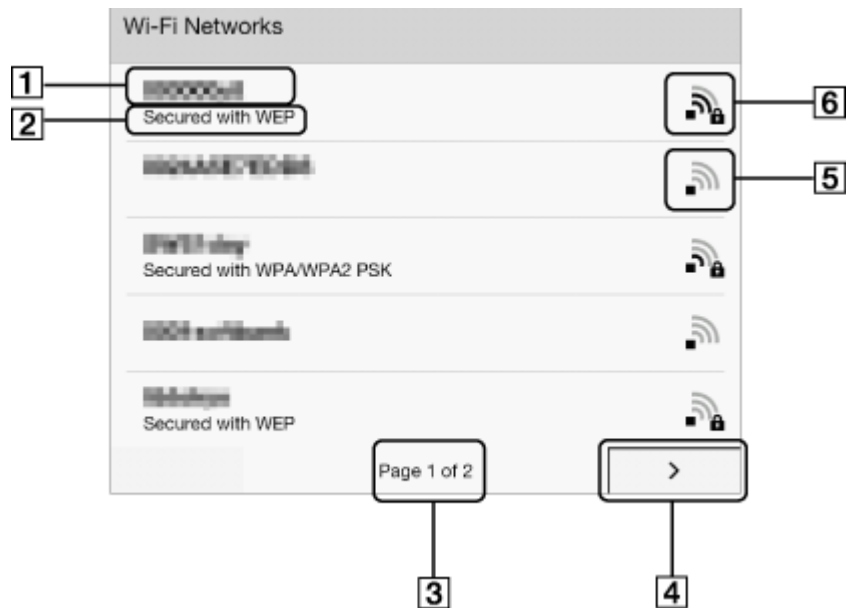 Wi-Fi Networks
1
2
Secured with WEP
6
5
Secured with WPA/WPA2 PSK
Secured with WEP
Page 1 of 2
>
3
4